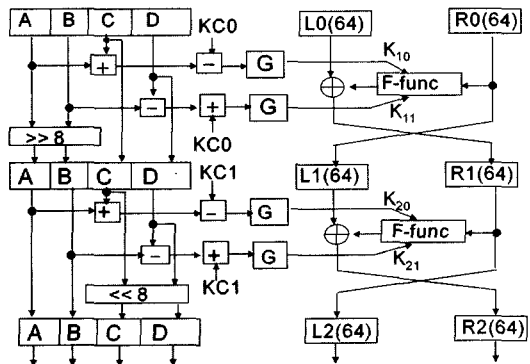 A B C D
KC0
L0(64) R0(64)
+ − G
K10
F-func
− + G
K11
KC0
>> 8
KC1
A B C D
L1(64) R1(64)
+ − G
K20
F-func
− + G
K21
KC1
<< 8
A B C D
L2(64) R2(64)